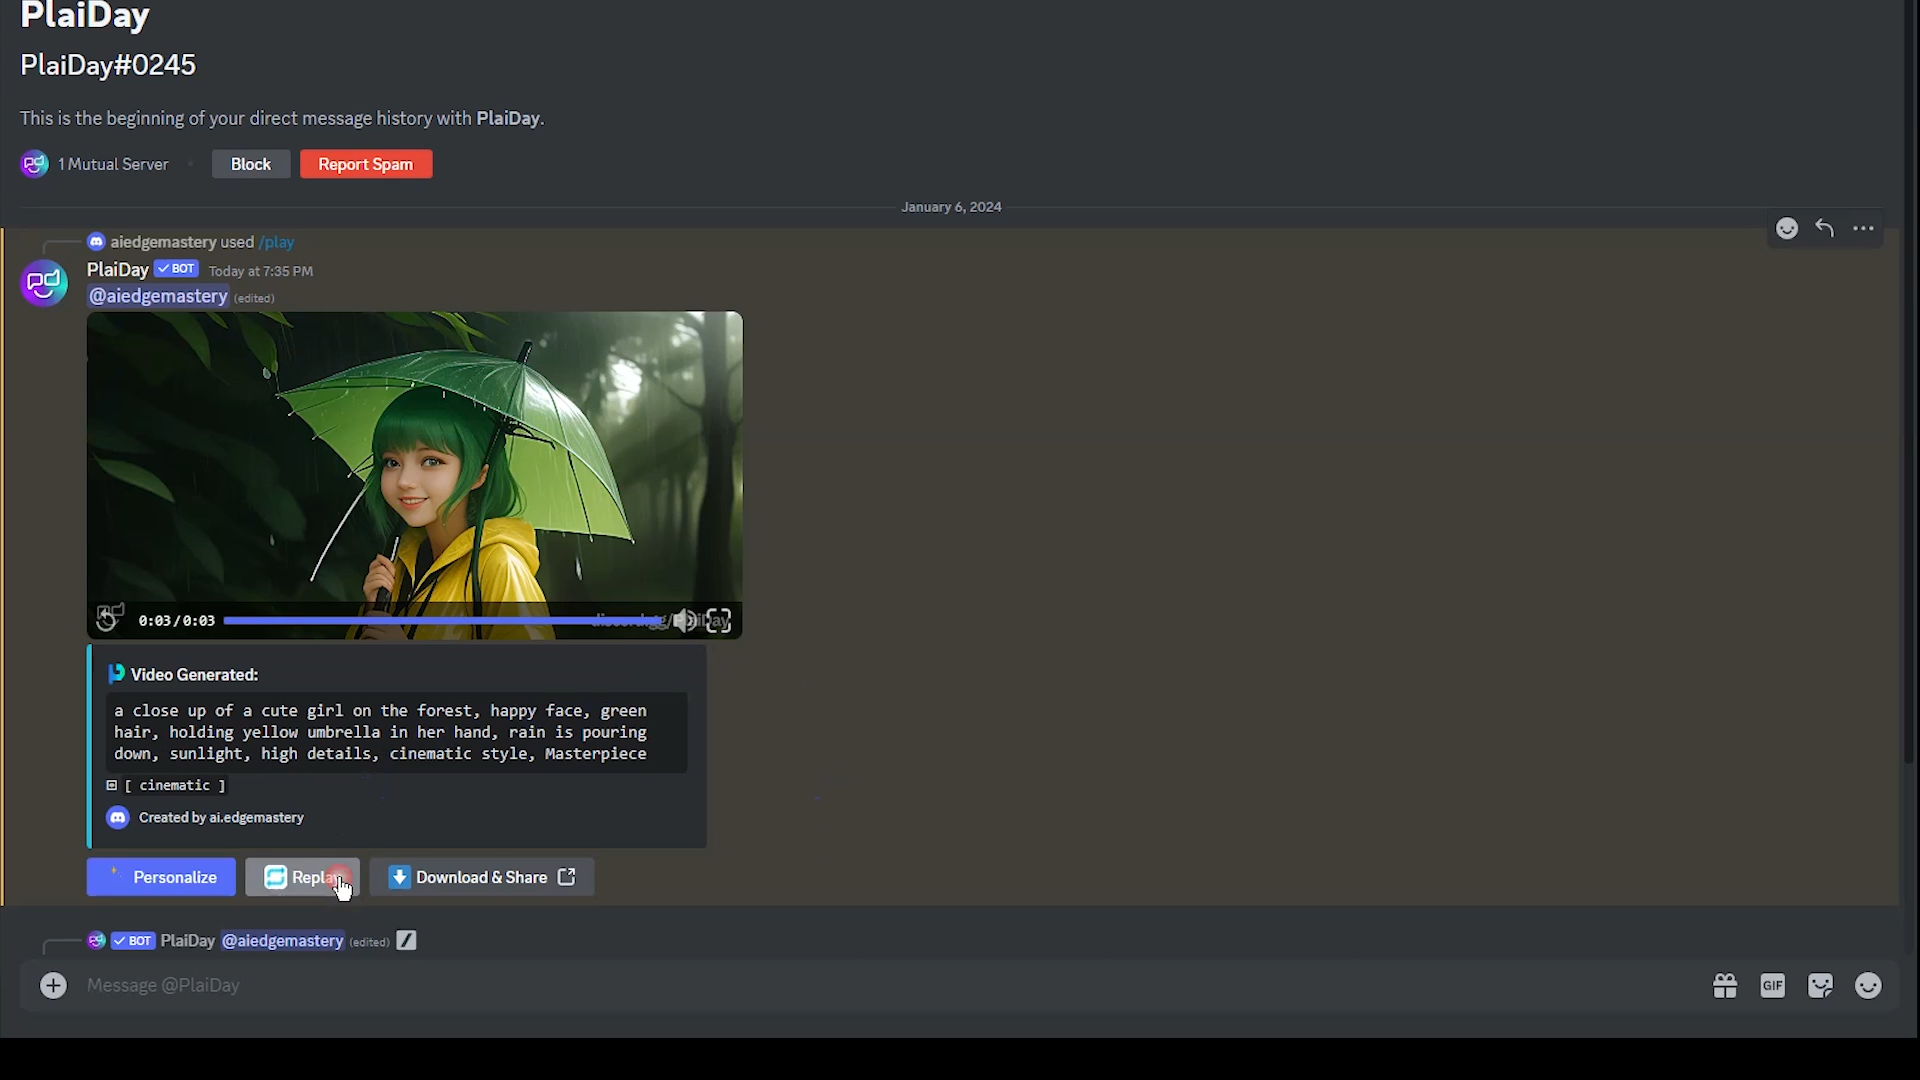 PlaiDay
PlaiDay#0245
This is the beginning of your direct message history with PlaiDay.
1 Mutual Server
Block
Report Spam
January 6, 2024
aiedgemastery used /play
PlaiDay BOT Today at 7:35 PM
@aiedgemastery (edited)
0:03/0:03
Video Generated:
a close up of a cute girl on the forest, happy face, green
hair, holding yellow umbrella in her hand, rain is pouring
down, sunlight, high details, cinematic style, Masterpiece
[ cinematic ]
Created by ai.edgemastery
Personalize
Replay
Download & Share
BOT PlaiDay @aiedgemastery (edited)
Message @PlaiDay
GIF